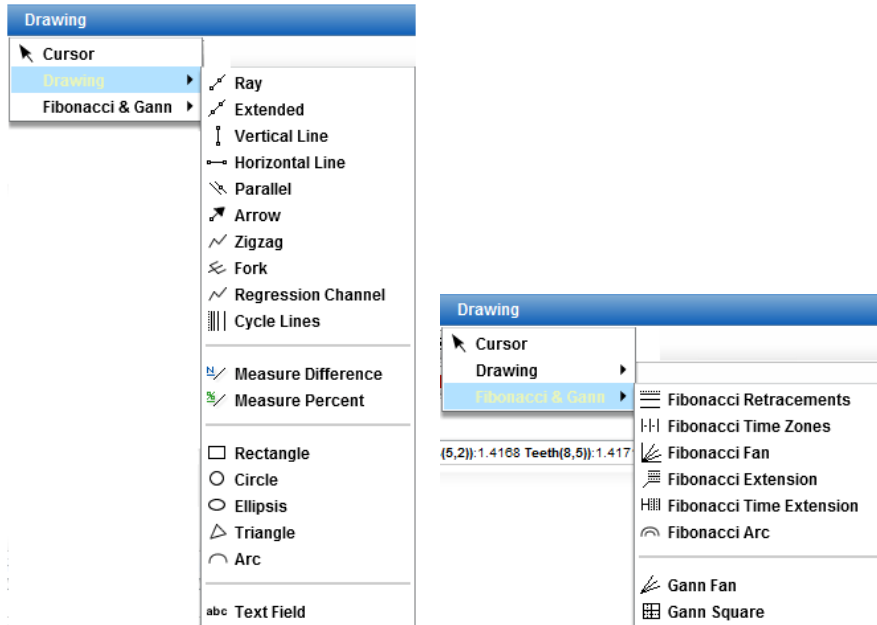 Drawing
Cursor
Drawing
Fibonacci & Gann
Ray
Extended
Vertical Line
Horizontal Line
Parallel
Arrow
Zigzag
Fork
Regression Channel
Cycle Lines
N
Measure Difference
%
Measure Percent
Rectangle
Circle
Ellipsis
Triangle
Arc
abc Text Field
Drawing
Cursor
Drawing
Fibonacci & Gann
(5,2)):1.4168 Teeth(8,5)):1.417
Fibonacci Retracements
Fibonacci Time Zones
Fibonacci Fan
Fibonacci Extension
Fibonacci Time Extension
Fibonacci Arc
Gann Fan
Gann Square